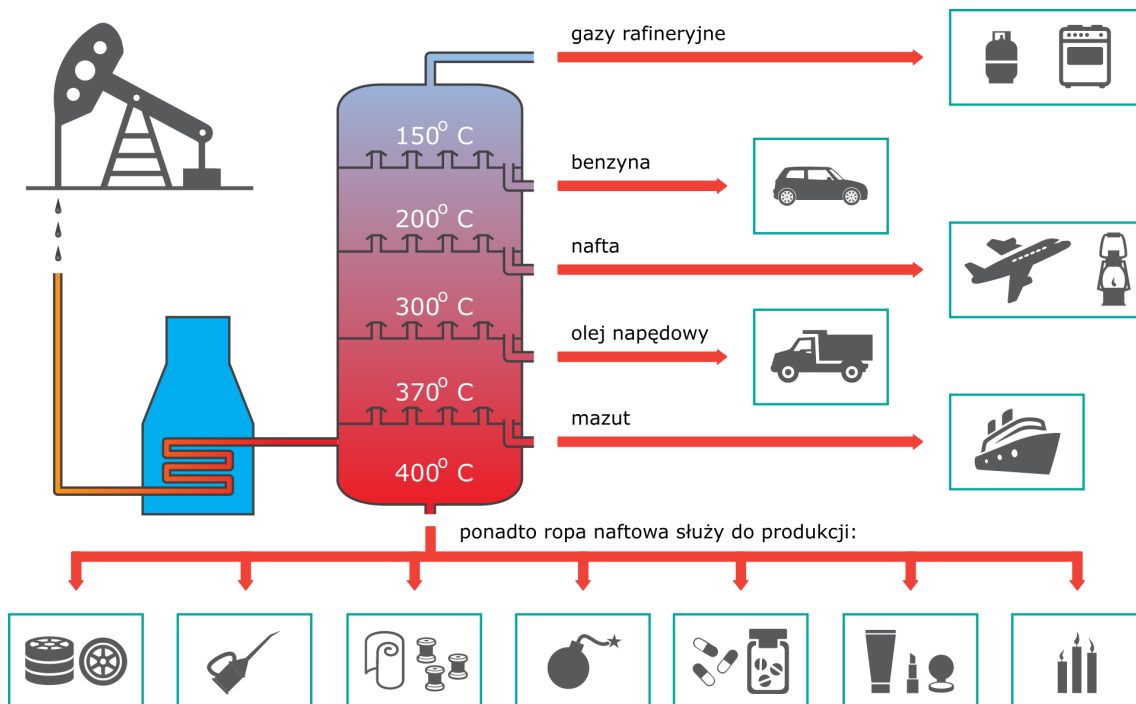 gazy rafineryjne
150° C
benzyna
200° C
nafta
300° C
olej napędowy
370° C
mazut
400° C
ponadto ropa naftowa służy do produkcji: